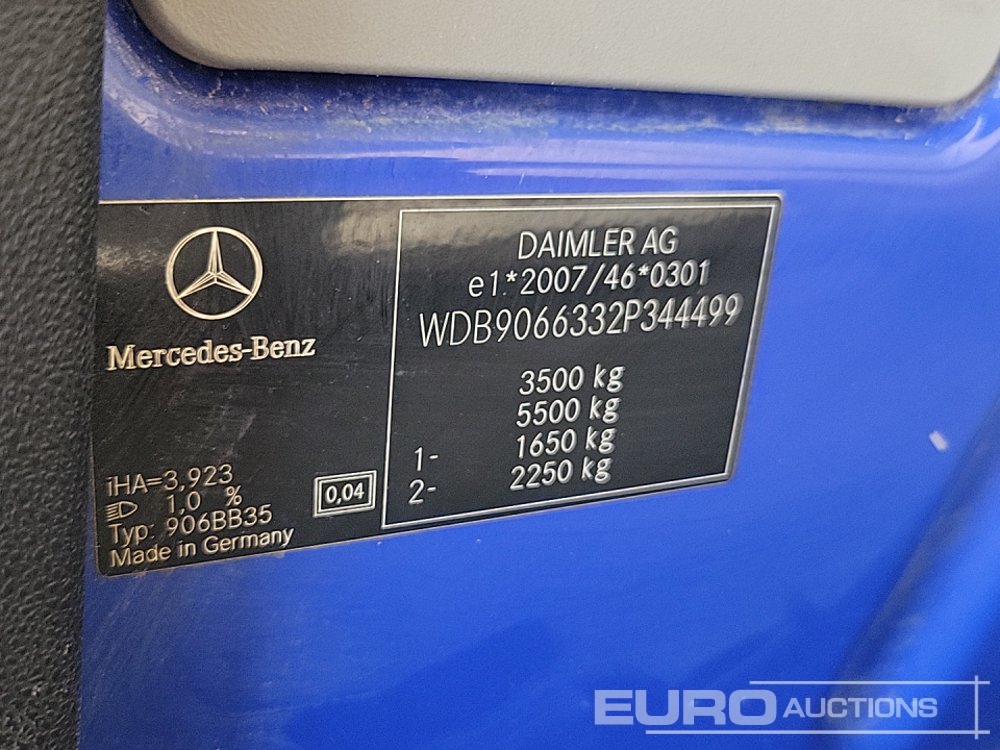 Mercedes-Benz
iHA=3,923
1,0 %
Typ: 906BB35
Made in Germany
0,04
DAIMLER AG
e1*2007/46*0301
WDB9066332P344499
3500 kg
5500 kg
1- 1650 kg
2- 2250 kg
EURO AUCTIONS